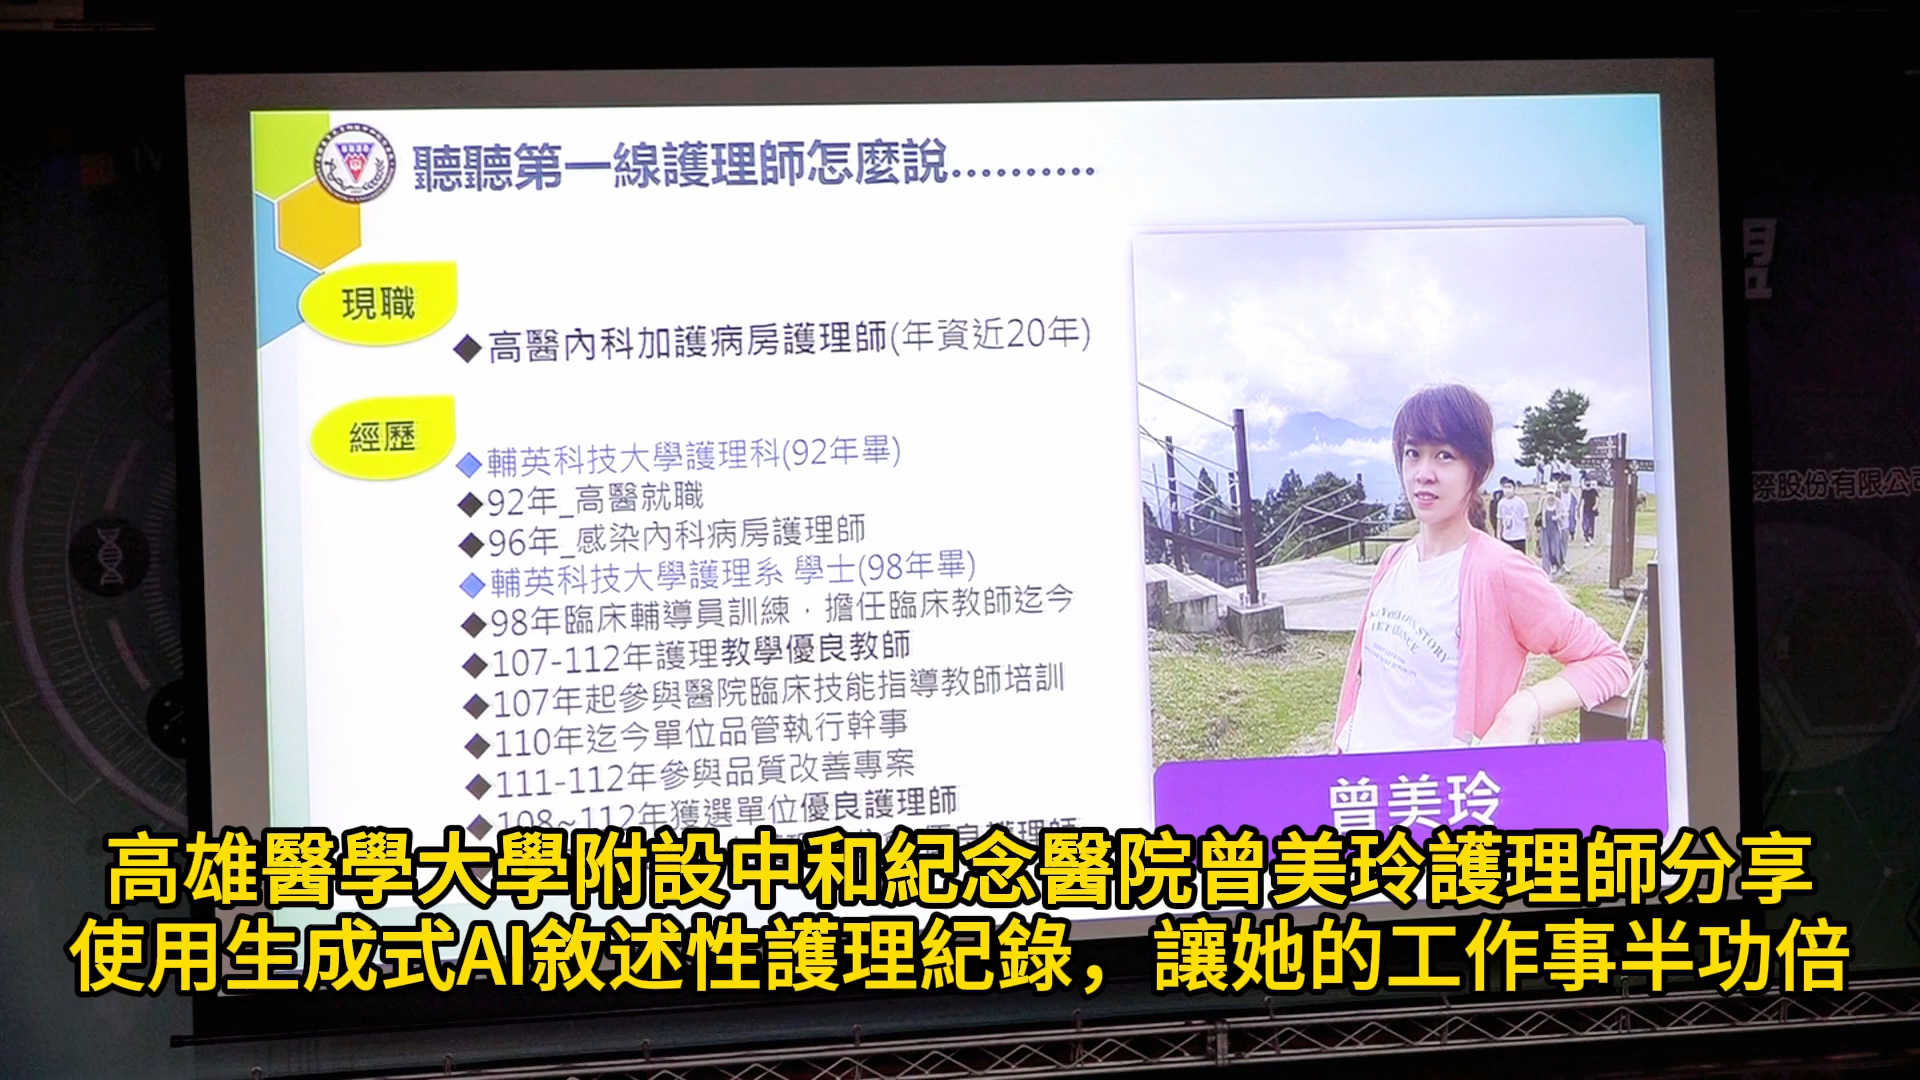 聽聽第一線護理師怎麼說..........
現職
◆高醫內科加護病房護理師(年資近20年)
經歷
◆輔英科技大學護理科(92年畢)
◆92年_高醫就職
◆96年_感染內科病房護理師
◆輔英科技大學護理系 學士(98年畢)
◆98年臨床輔導員訓練，擔任臨床教師迄今
◆107-112年護理教學優良教師
◆107年起參與醫院臨床技能指導教師培訓
◆110年迄今單位品管執行幹事
◆111-112年參與品質改善專案
◆108~112年獲選單位優良護理師
曾美玲
際股份有限公司
高雄醫學大學附設中和紀念醫院曾美玲護理師分享
使用生成式AI敘述性護理紀錄，讓她的工作事半功倍